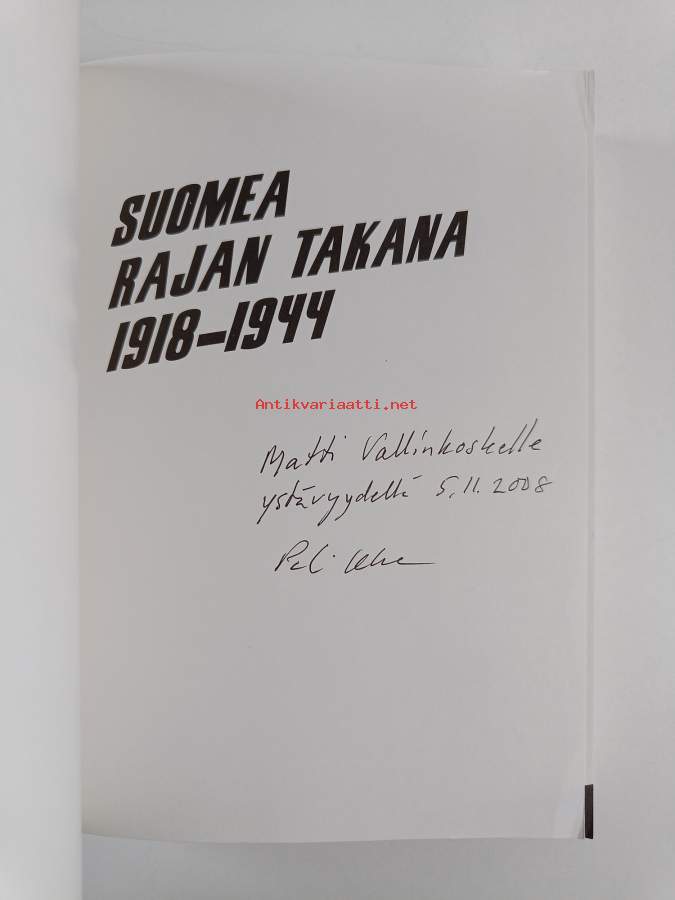 SUOMEA
RAJAN TAKANA
1918–1944
Antikvariaatti.net
Matti Vallinkoskelle
ystävyydellä 5.11.2008